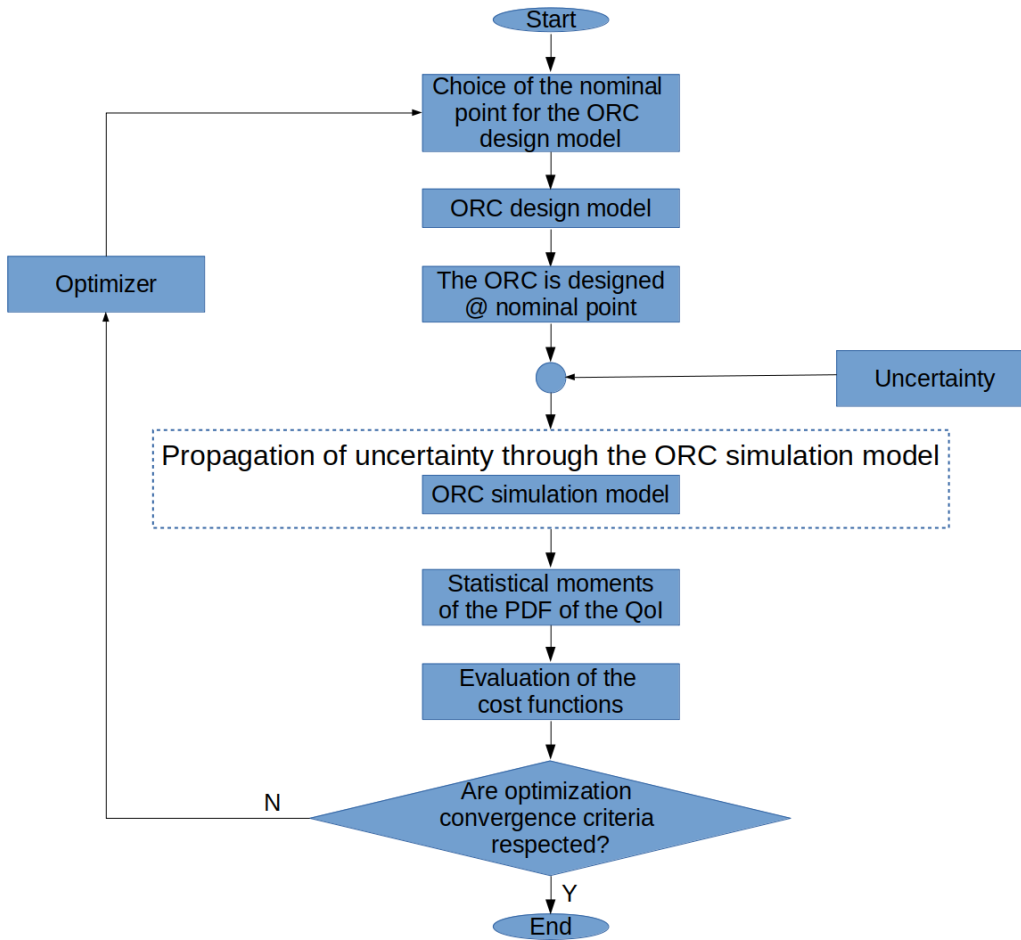 Start
Choice of the nominal
point for the ORC
design model
ORC design model
Optimizer
The ORC is designed
@ nominal point
Uncertainty
Propagation of uncertainty through the ORC simulation model
ORC simulation model
Statistical moments
of the PDF of the QoI
Evaluation of the
cost functions
Are optimization
convergence criteria
respected?
N
Y
End